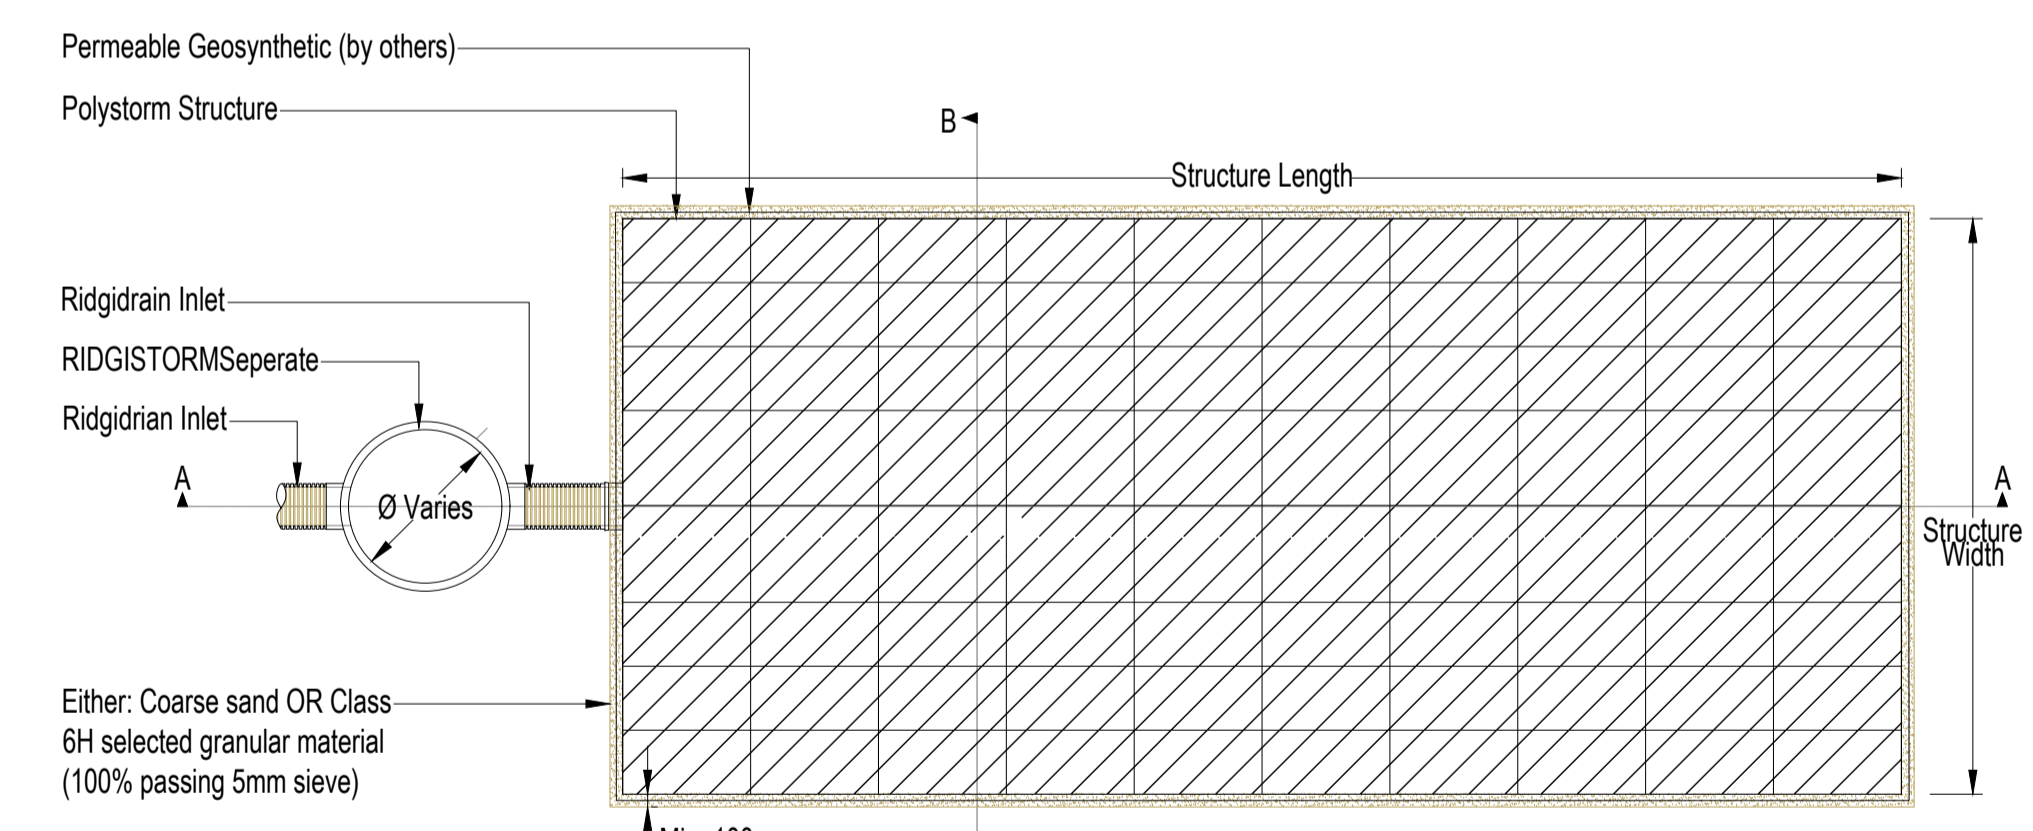 Permeable Geosynthetic (by others)
Polystorm Structure
B
Structure Length
Ridgidrain Inlet
RIDGISTORMSeperate
Ridgidrian Inlet
A
Ø Varies
A
Structure
Width
Either: Coarse sand OR Class
6H selected granular material
(100% passing 5mm sieve)